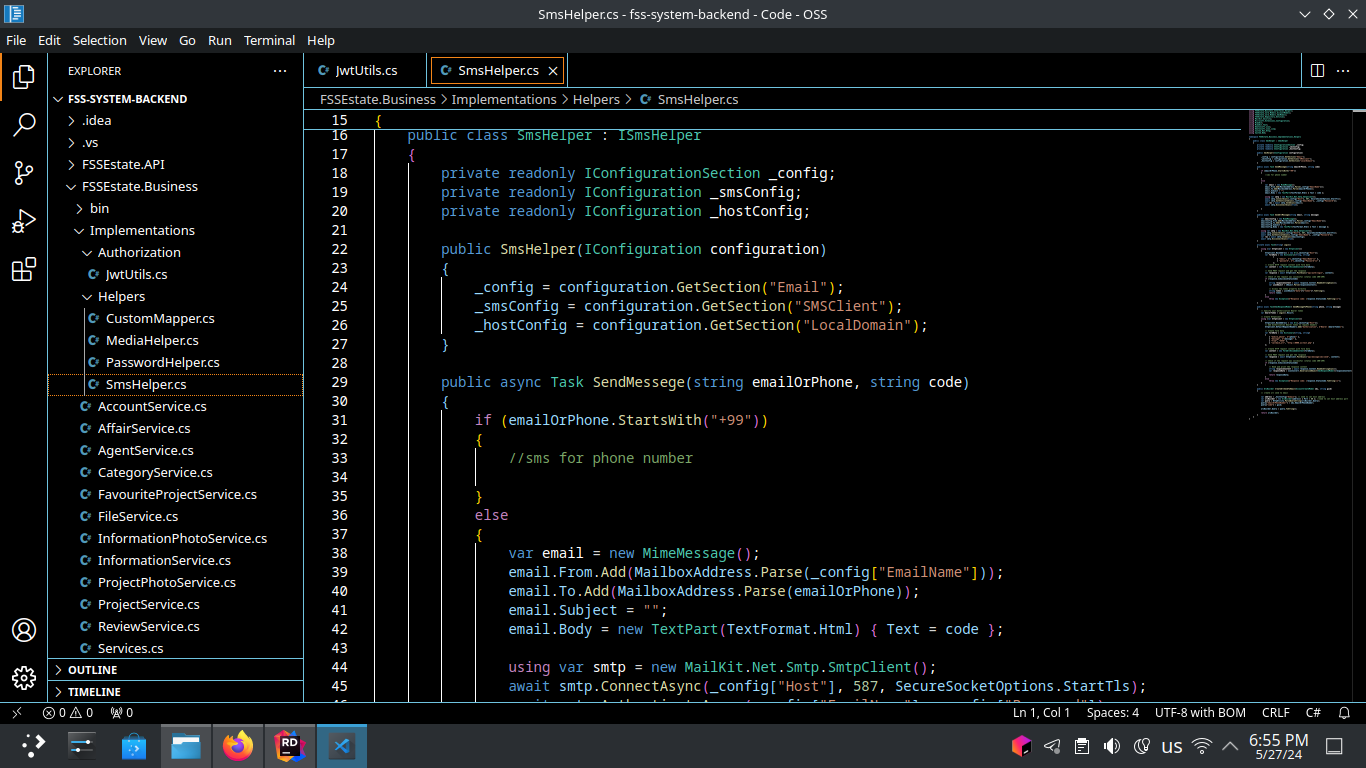 SmsHelper.cs - fss-system-backend - Code - OSS
File Edit Selection View Go Run Terminal Help
EXPLORER
FSS-SYSTEM-BACKEND
.idea
.vs
FSSEstate.API
FSSEstate.Business
bin
Implementations
Authorization
JwtUtils.cs
Helpers
CustomMapper.cs
MediaHelper.cs
PasswordHelper.cs
SmsHelper.cs
AccountService.cs
AffairService.cs
AgentService.cs
CategoryService.cs
FavouriteProjectService.cs
FileService.cs
InformationPhotoService.cs
InformationService.cs
ProjectPhotoService.cs
ProjectService.cs
ReviewService.cs
Services.cs
OUTLINE
TIMELINE
JwtUtils.cs SmsHelper.cs
FSSEstate.Business > Implementations > Helpers > SmsHelper.cs
15 {
16 public class SmsHelper : ISmsHelper
17 {
18 private readonly IConfigurationSection _config;
19 private readonly IConfiguration _smsConfig;
20 private readonly IConfiguration _hostConfig;
21
22 public SmsHelper(IConfiguration configuration)
23 {
24 _config = configuration.GetSection("Email");
25 _smsConfig = configuration.GetSection("SMSClient");
26 _hostConfig = configuration.GetSection("LocalDomain");
27 }
28
29 public async Task SendMessege(string emailOrPhone, string code)
30 {
31 if (emailOrPhone.StartsWith("+99"))
32 {
33 //sms for phone number
34
35 }
36 else
37 {
38 var email = new MimeMessage();
39 email.From.Add(MailboxAddress.Parse(_config["EmailName"]));
40 email.To.Add(MailboxAddress.Parse(emailOrPhone));
41 email.Subject = "";
42 email.Body = new TextPart(TextFormat.Html) { Text = code };
43
44 using var smtp = new MailKit.Net.Smtp.SmtpClient();
45 await smtp.ConnectAsync(_config["Host"], 587, SecureSocketOptions.StartTls);
0 0 0 Ln 1, Col 1 Spaces: 4 UTF-8 with BOM CRLF C#
RD us 6:55 PM
5/27/24